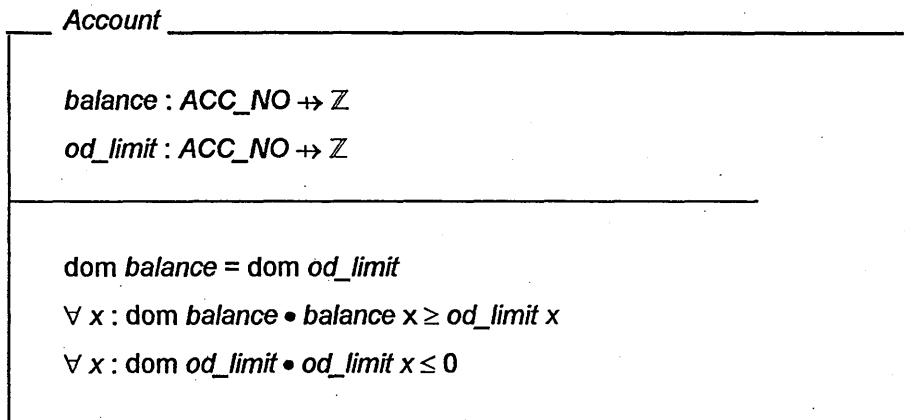 Account
balance : ACC_NO ⇸ ℤ
od_limit : ACC_NO ⇸ ℤ
dom balance = dom od_limit
∀ x : dom balance • balance x ≥ od_limit x
∀ x : dom od_limit • od_limit x ≤ 0